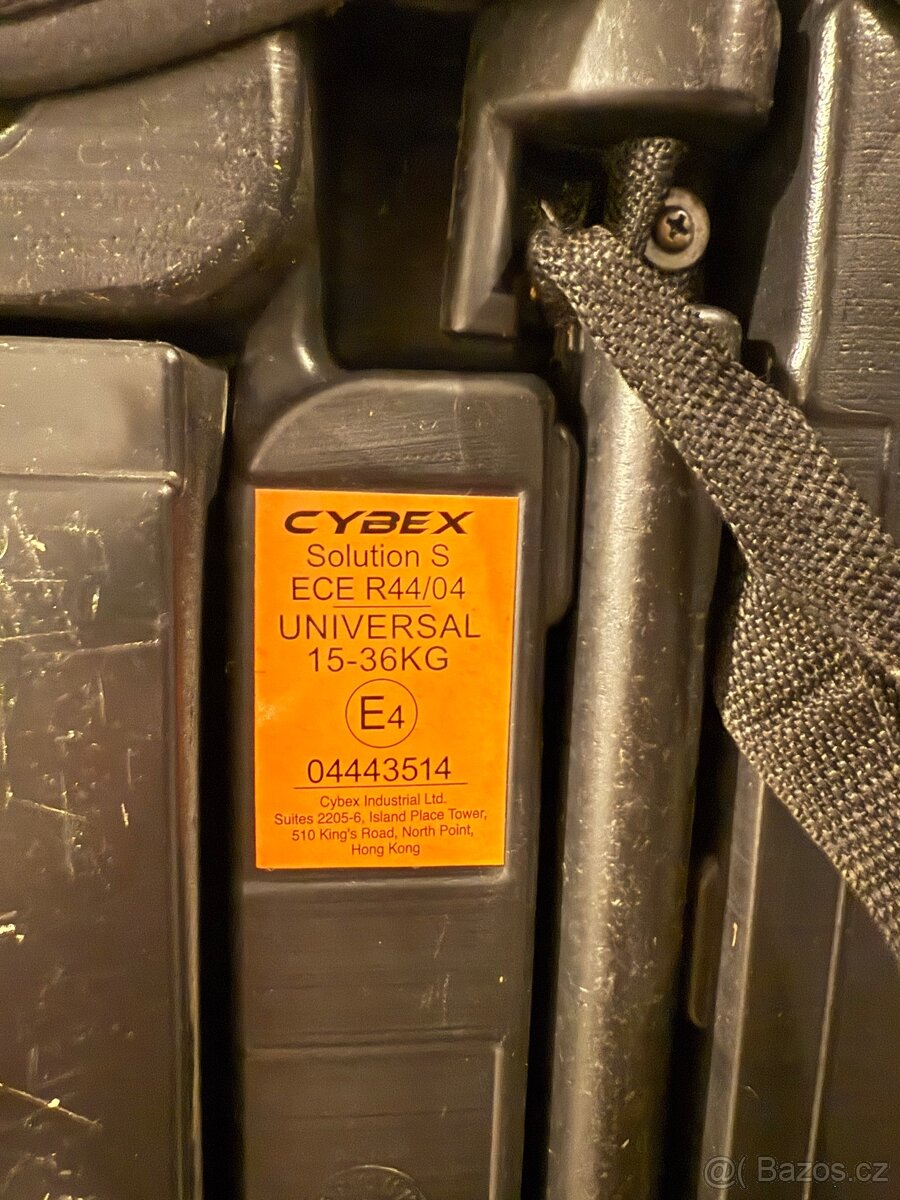 CYBEX
Solution S
ECE R44/04
UNIVERSAL
15-36KG
E4
04443514
Cybex Industrial Ltd.
Suites 2205-6, Island Place Tower,
510 King's Road, North Point,
Hong Kong
@( Bazos.cz